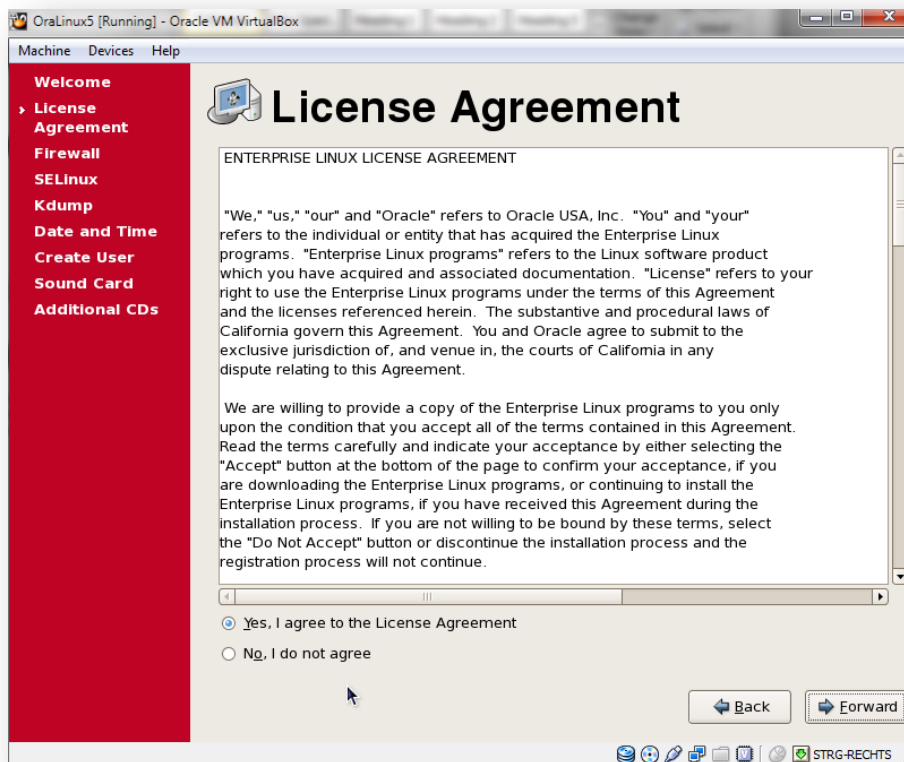 OraLinux5 [Running] - Oracle VM VirtualBox
Machine Devices Help
Welcome
License
Agreement
Firewall
SELinux
Kdump
Date and Time
Create User
Sound Card
Additional CDs
License Agreement
ENTERPRISE LINUX LICENSE AGREEMENT
"We," "us," "our" and "Oracle" refers to Oracle USA, Inc. "You" and "your"
refers to the individual or entity that has acquired the Enterprise Linux
programs. "Enterprise Linux programs" refers to the Linux software product
which you have acquired and associated documentation. "License" refers to your
right to use the Enterprise Linux programs under the terms of this Agreement
and the licenses referenced herein. The substantive and procedural laws of
California govern this Agreement. You and Oracle agree to submit to the
exclusive jurisdiction of, and venue in, the courts of California in any
dispute relating to this Agreement.
We are willing to provide a copy of the Enterprise Linux programs to you only
upon the condition that you accept all of the terms contained in this Agreement.
Read the terms carefully and indicate your acceptance by either selecting the
"Accept" button at the bottom of the page to confirm your acceptance, if you
are downloading the Enterprise Linux programs, or continuing to install the
Enterprise Linux programs, if you have received this Agreement during the
installation process. If you are not willing to be bound by these terms, select
the "Do Not Accept" button or discontinue the installation process and the
registration process will not continue.
Yes, I agree to the License Agreement
No, I do not agree
Back
Forward
STRG-RECHTS